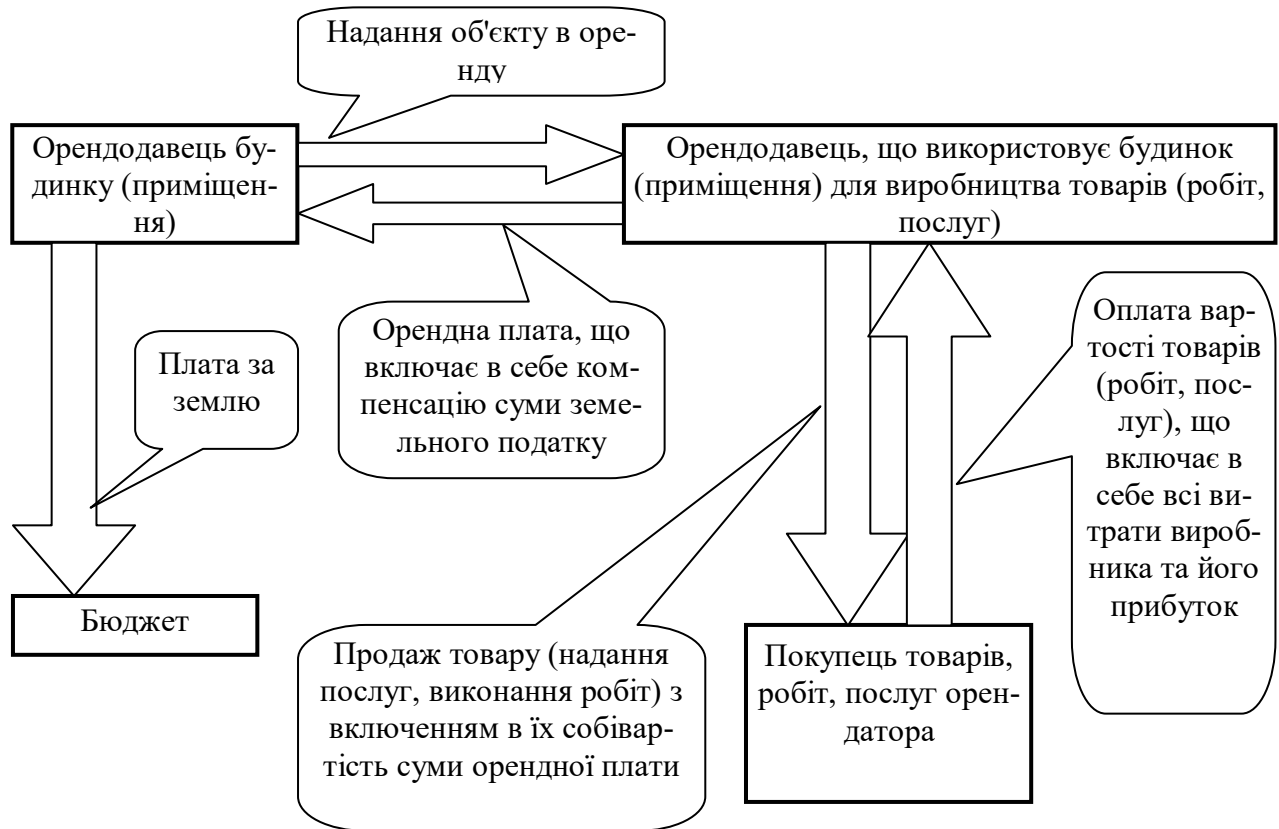 Надання об'єкту в оре-
нду
Орендодавець бу-
динку (приміщен-
ня)
Орендодавець, що використовує будинок
(приміщення) для виробництва товарів (робіт,
послуг)
Плата за
землю
Орендна плата, що
включає в себе ком-
пенсацію суми земе-
льного податку
Оплата вар-
тості товарів
(робіт, пос-
луг), що
включає в
себе всі ви-
трати вироб-
ника та його
прибуток
Бюджет
Продаж товару (надання
послуг, виконання робіт) з
включенням в їх собівар-
тість суми орендної плати
Покупець товарів,
робіт, послуг орен-
датора